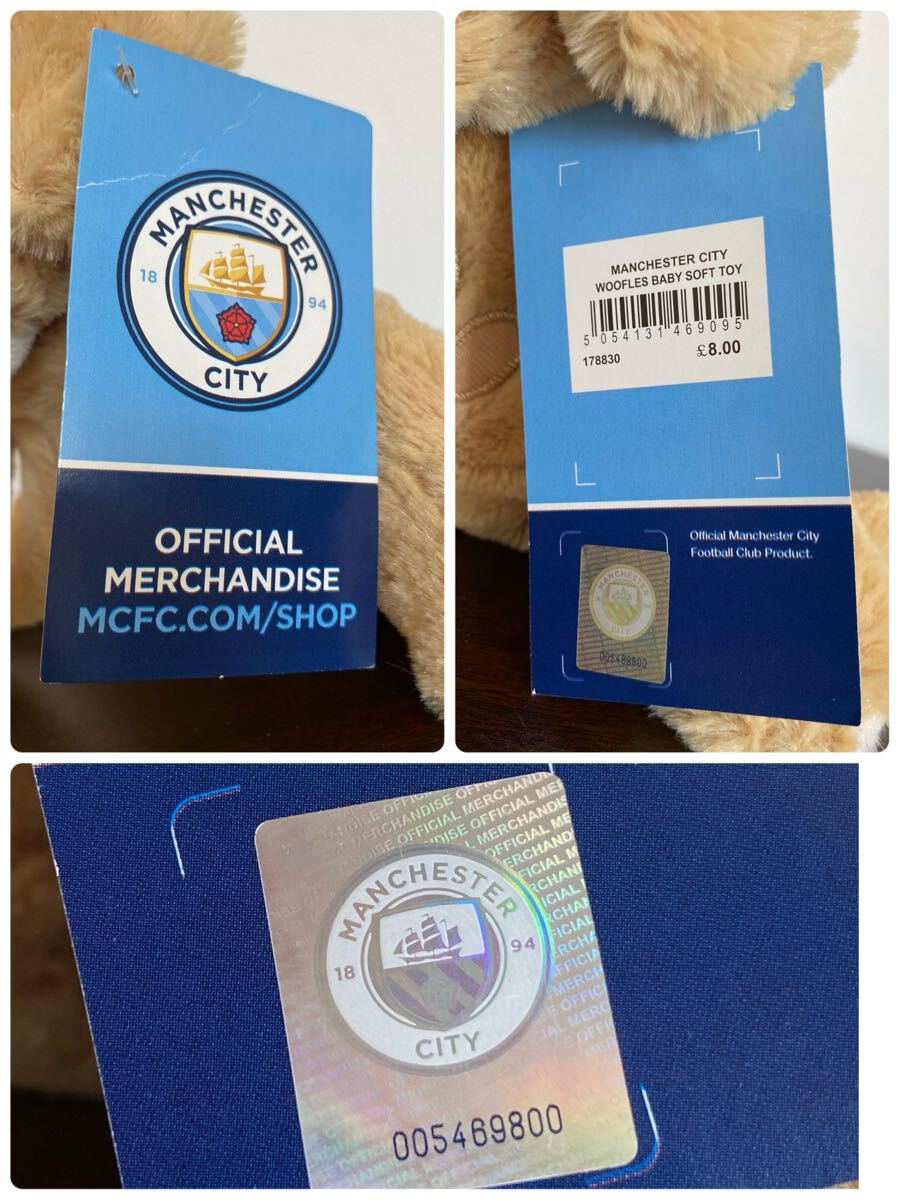 MANCHESTER
18 94
CITY
OFFICIAL
MERCHANDISE
MCFC.COM/SHOP
MANCHESTER CITY
WOOFLES BABY SOFT TOY
5 054131 469095
178830 £8.00
Official Manchester City
Football Club Product.
MANCHESTER
CITY
005469800
OFFICIAL MERCHANDISE
MANCHESTER
18 94
CITY
005469800